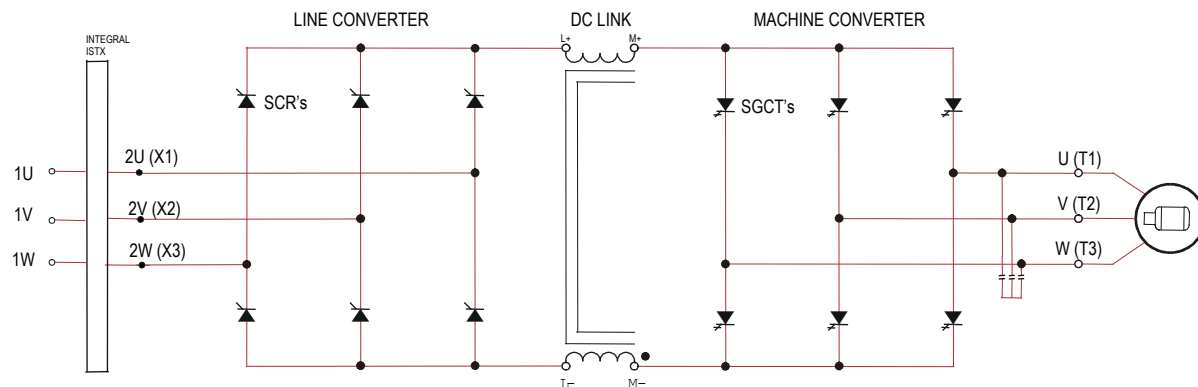 LINE CONVERTER
DC LINK
MACHINE CONVERTER
INTEGRAL
ISTX
L+
M+
SCR's
SGCT's
2U (X1)
1U
2V (X2)
1V
2W (X3)
1W
U (T1)
V (T2)
W (T3)
M-